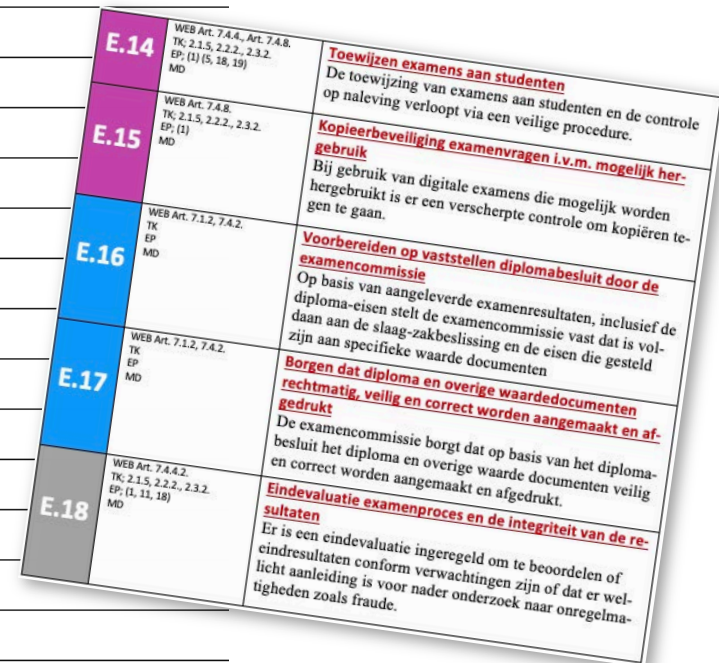 E.14
WEB Art. 7.4.4., Art. 7.4.8.
TK; 2.1.5, 2.2.2., 2.3.2.
EP; (1) (5, 18, 19)
MD
Toewijzen examens aan studenten
De toewijzing van examens aan studenten en de controle
op naleving verloopt via een veilige procedure.
E.15
WEB Art. 7.4.8.
TK; 2.1.5, 2.2.2., 2.3.2.
EP; (1)
MD
Kopieerbeveiliging examenvragen i.v.m. mogelijk her-
gebruik
Bij gebruik van digitale examens die mogelijk worden
hergebruikt is er een verscherpte controle om kopiëren te-
gen te gaan.
E.16
WEB Art. 7.1.2, 7.4.2.
TK
EP
MD
Voorbereiden op vaststellen diplomabesluit door de
examencommissie
Op basis van aangeleverde examenresultaten, inclusief de
diploma-eisen stelt de examencommissie vast dat is vol-
daan aan de slaag-zakbeslissing en de eisen die gesteld
zijn aan specifieke waarde documenten
E.17
WEB Art. 7.1.2, 7.4.2.
TK
EP
MD
Borgen dat diploma en overige waardedocumenten
rechtmatig, veilig en correct worden aangemaakt en af-
gedrukt
De examencommissie borgt dat op basis van het diploma-
besluit het diploma en overige waarde documenten veilig
en correct worden aangemaakt en afgedrukt.
E.18
WEB Art. 7.4.4.2.
TK; 2.1.5, 2.2.2., 2.3.2.
EP; (1, 11, 18)
MD
Eindevaluatie examenproces en de integriteit van de re-
sultaten
Er is een eindevaluatie ingeregeld om te beoordelen of
eindresultaten conform verwachtingen zijn of dat er wel-
licht aanleiding is voor nader onderzoek naar onregelma-
tigheden zoals fraude.